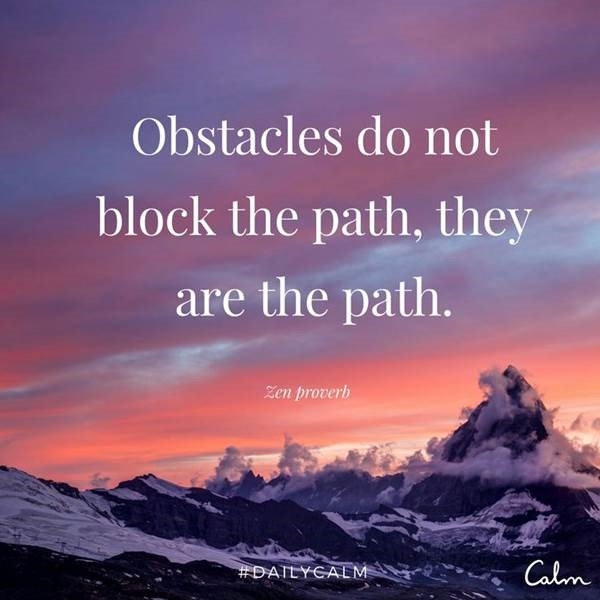 Obstacles do not
block the path, they
are the path.
Zen proverb
#DAILYCALM
Calm